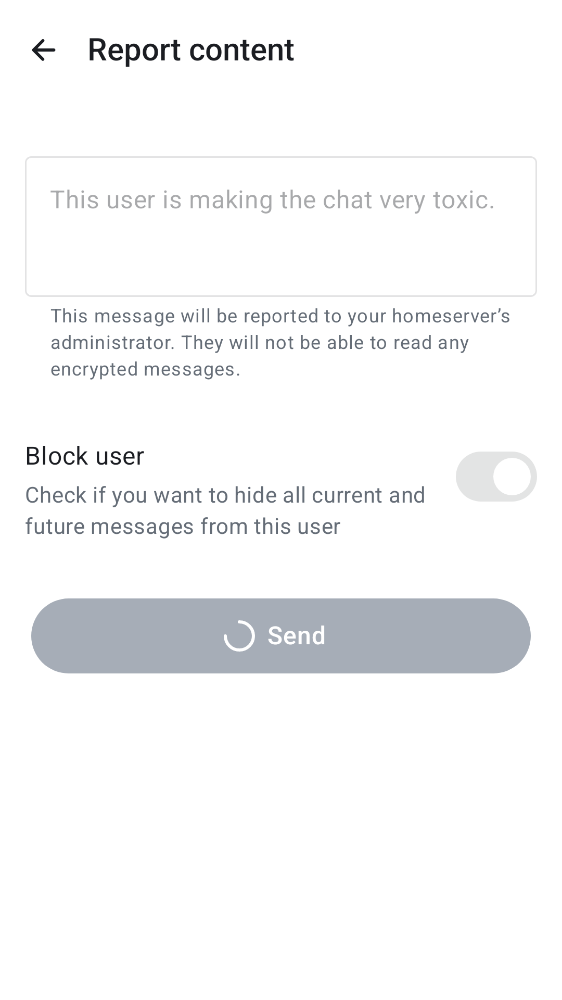 Report content
This user is making the chat very toxic.
This message will be reported to your homeserver’s
administrator. They will not be able to read any
encrypted messages.
Block user
Check if you want to hide all current and
future messages from this user
Send